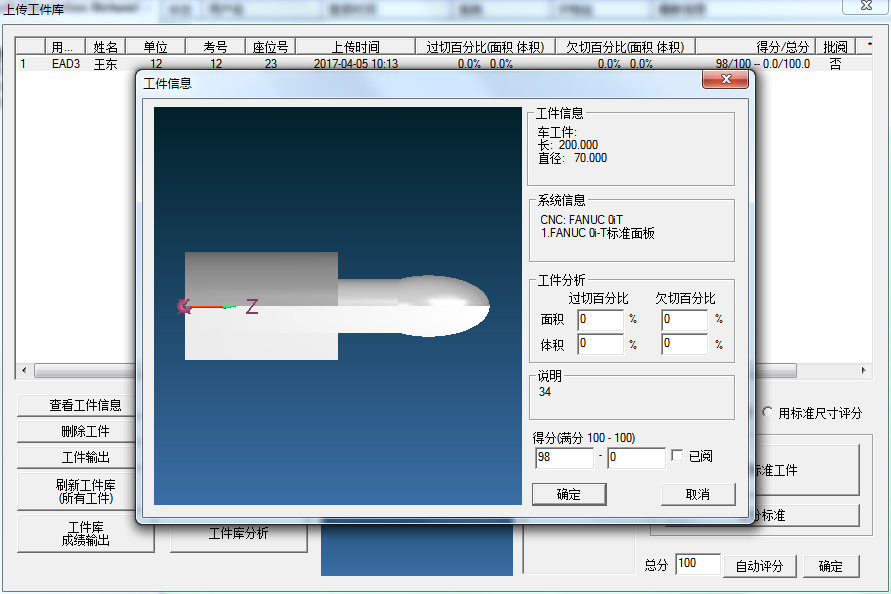 上传工件库
用... 姓名 单位 考号 座位号 上传时间 过切百分比(面积 体积) 欠切百分比(面积 体积) 得分/总分 批阅
1 EAD3 王东 12 12 23 2017-04-05 10:13 0.0% 0.0% 0.0% 0.0% 98/100 -- 0.0/100.0 否
工件信息
Z
工件信息
车工件:
长: 200.000
直径: 70.000
系统信息
CNC: FANUC 0iT
1.FANUC 0i-T标准面板
工件分析
过切百分比 欠切百分比
面积 0 % 0 %
体积 0 % 0 %
说明
34
得分(满分 100 - 100)
98 - 0 已阅
确定 取消
查看工件信息
删除工件
工件输出
刷新工件库
(所有工件)
工件库
成绩输出
工件库分析
用标准尺寸评分
标准工件
分标准
总分 100 自动评分 确定